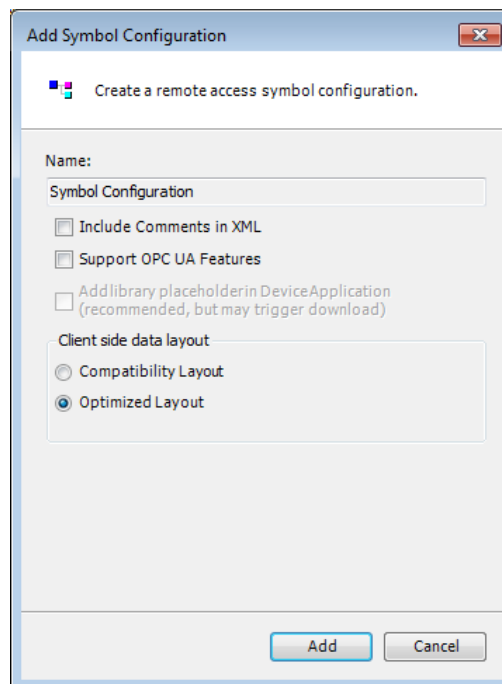 Add Symbol Configuration
Create a remote access symbol configuration.
Name:
Symbol Configuration
Include Comments in XML
Support OPC UA Features
Add library placeholder in Device Application
(recommended, but may trigger download)
Client side data layout
Compatibility Layout
Optimized Layout
Add
Cancel